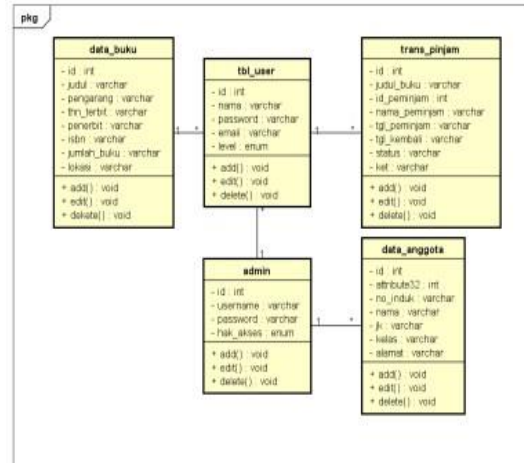 pkg
data_buku
- id : int
- judul : varchar
- pengarang : varchar
- thn_terbit : varchar
- penerbit : varchar
- isbn : varchar
- jumlah_buku : varchar
- lokasi : varchar
+ add() : void
+ edit() : void
+ dekete() : void
1 *
tbl_user
- id : int
- nama : varchar
- password : varchar
- email : varchar
- level : enum
+ add() : void
+ edit() : void
+ delete() : void
1 *
trans_pinjam
- id : int
- judul_buku : varchar
- id_peminjam : int
- nama_peminjam : varchar
- tgl_peminjam : varchar
- tgl_kembali : varchar
- status : varchar
- ket : varchar
+ add() : void
+ edit() : void
+ delete() : void
*
1
admin
- id : int
- username : varchar
- password : varchar
- hak_akses : enum
+ add() : void
+ edit() : void
+ delete() : void
1 *
data_anggota
- id : int
- attribute32 : int
- no_induk : varchar
- nama : varchar
- jk : varchar
- kelas : varchar
- alamat : varchar
+ add() : void
+ edit() : void
+ delete() : void